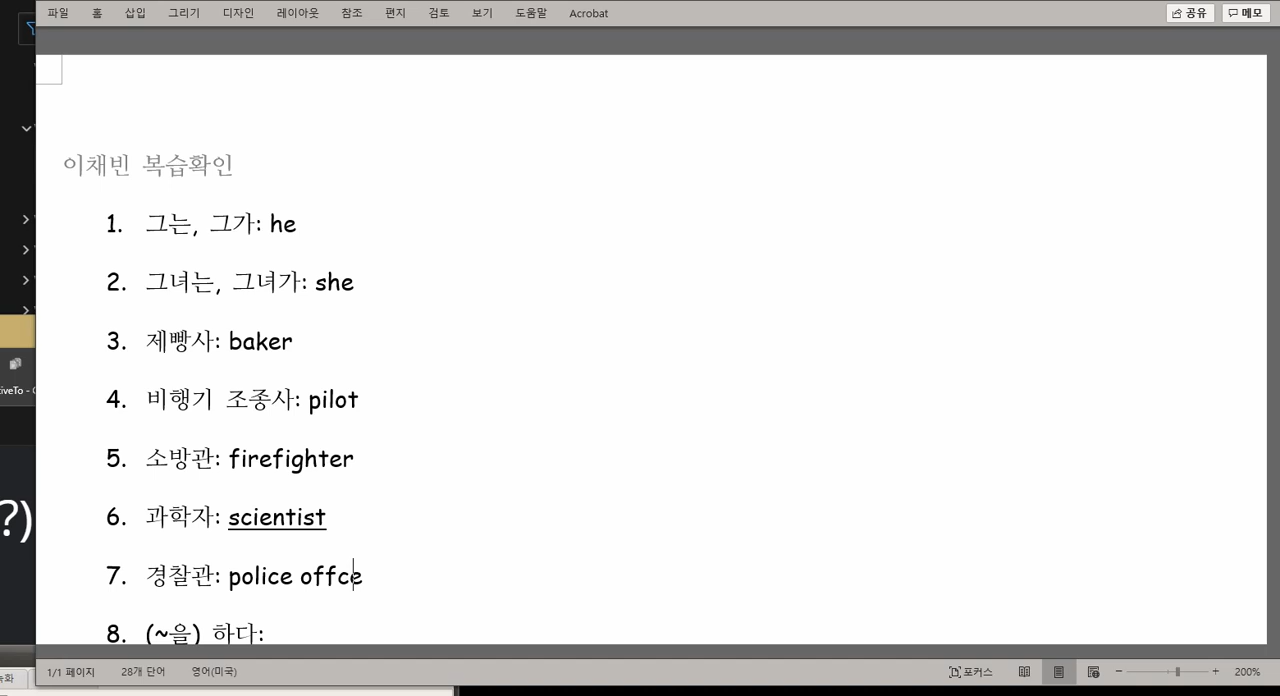 파일 홈 삽입 그리기 디자인 레이아웃 참조 편지 검토 보기 도움말 Acrobat 공유 메모
이채빈 복습확인
1. 그는, 그가: he
2. 그녀는, 그녀가: she
3. 제빵사: baker
4. 비행기 조종사: pilot
iveTo -
5. 소방관: firefighter
6. 과학자: scientist
?)
7. 경찰관: police offce
8. (~을) 하다:
1/1 페이지 28개 단어 영어(미국) 포커스 200%